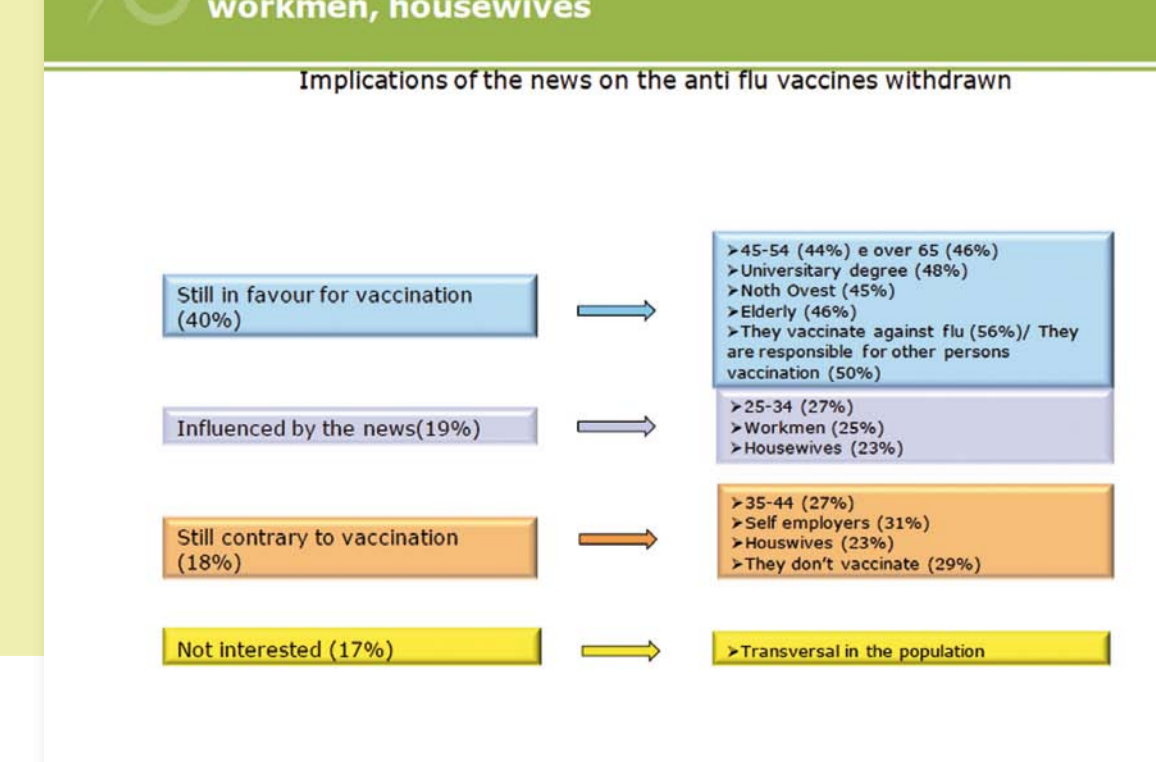 workmen, housewives
Implications of the news on the anti flu vaccines withdrawn
Still in favour for vaccination
(40%)
➢45-54 (44%) e over 65 (46%)
➢Universitary degree (48%)
➢Noth Ovest (45%)
➢Elderly (46%)
➢They vaccinate against flu (56%)/ They
are responsible for other persons
vaccination (50%)
Influenced by the news(19%)
➢25-34 (27%)
➢Workmen (25%)
➢Housewives (23%)
Still contrary to vaccination
(18%)
➢35-44 (27%)
➢Self employers (31%)
➢Houswives (23%)
➢They don't vaccinate (29%)
Not interested (17%)
➢Transversal in the population